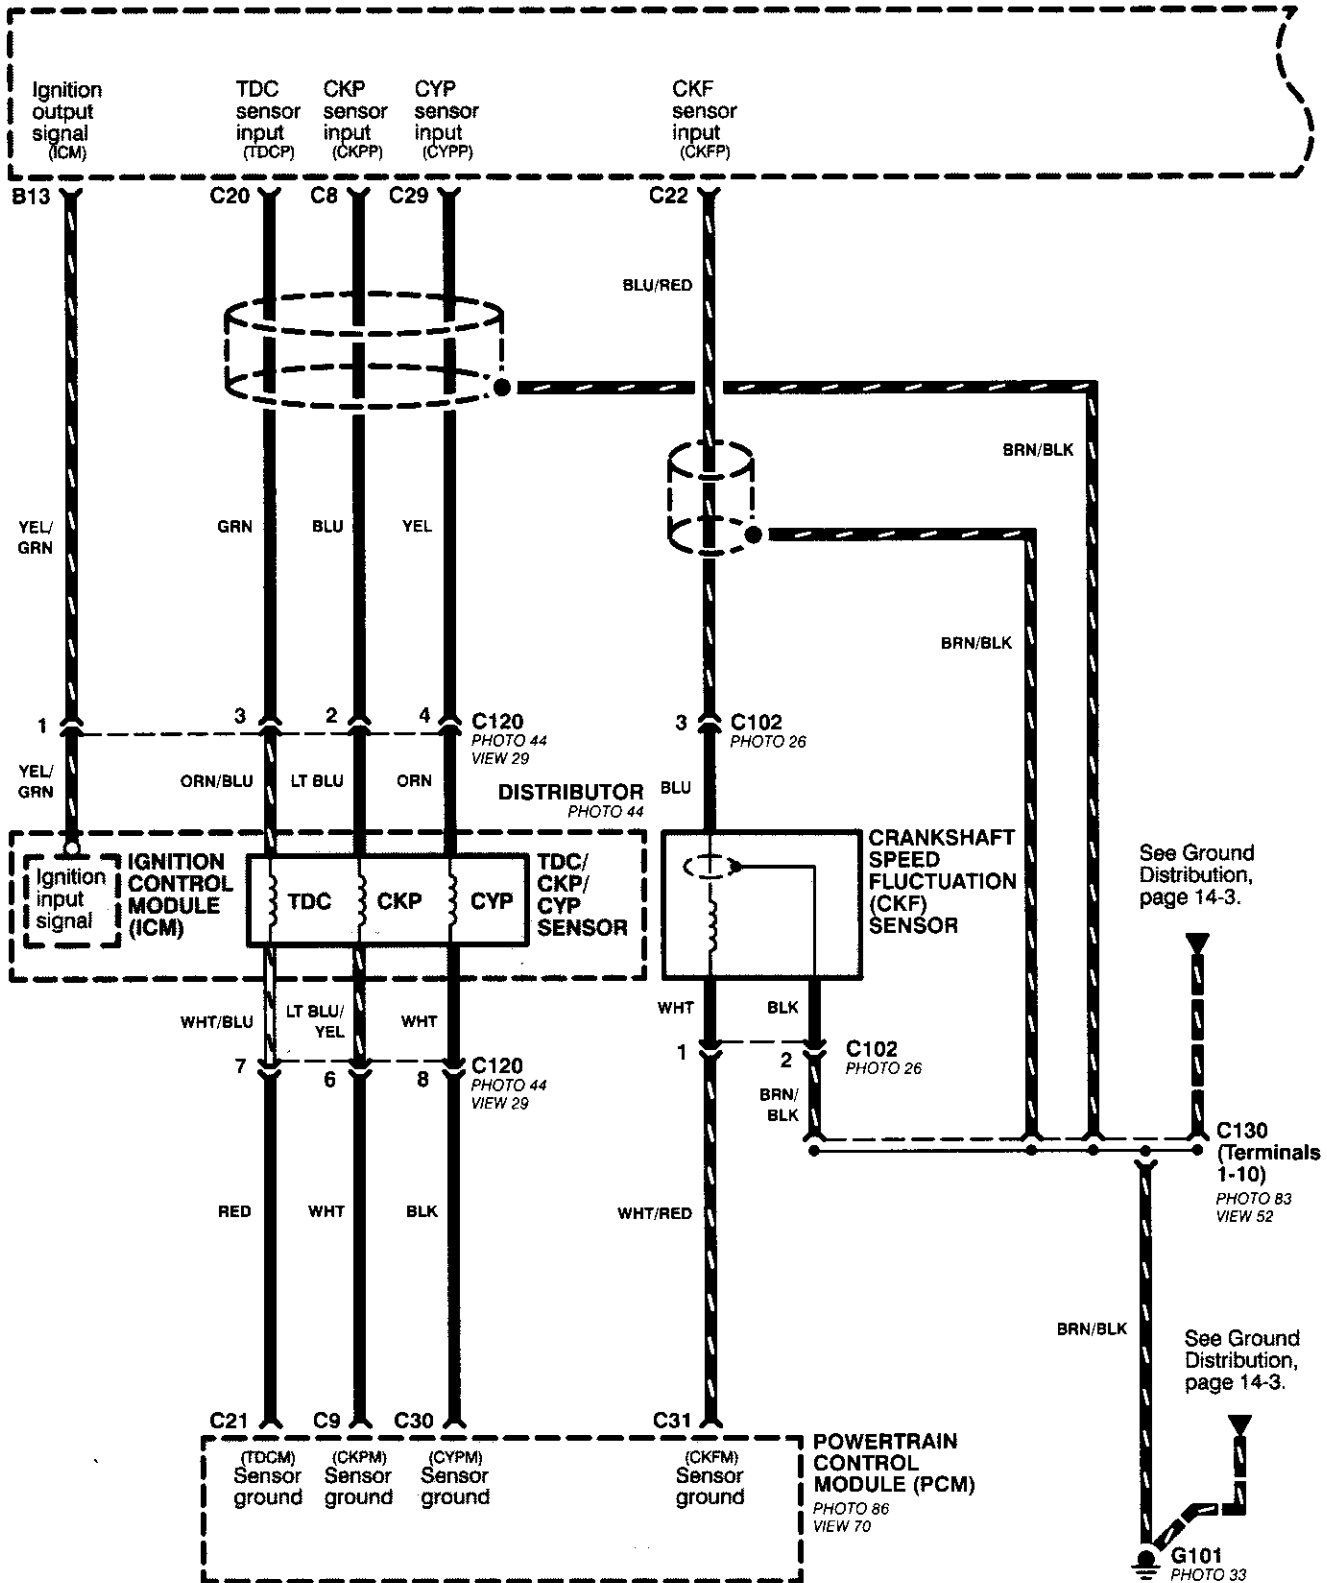 Ignition
output
signal
(ICM)
TDC
sensor
input
(TDCP)
CKP
sensor
input
(CKPP)
CYP
sensor
input
(CYPP)
CKF
sensor
input
(CKFP)
B13
C20
C8
C29
C22
BLU/RED
BRN/BLK
YEL/
GRN
GRN
BLU
YEL
BRN/BLK
1
3
2
4
C120
PHOTO 44
VIEW 29
3
C102
PHOTO 26
YEL/
GRN
ORN/BLU
LT BLU
ORN
DISTRIBUTOR
PHOTO 44
BLU
Ignition
input
signal
IGNITION
CONTROL
MODULE
(ICM)
TDC
CKP
CYP
TDC/
CKP/
CYP
SENSOR
CRANKSHAFT
SPEED
FLUCTUATION
(CKF)
SENSOR
See Ground
Distribution,
page 14-3.
WHT/BLU
LT BLU/
YEL
WHT
WHT
BLK
7
6
8
C120
PHOTO 44
VIEW 29
1
2
C102
PHOTO 26
BRN/
BLK
C130
(Terminals
1-10)
PHOTO 83
VIEW 52
RED
WHT
BLK
WHT/RED
BRN/BLK
See Ground
Distribution,
page 14-3.
C21
C9
C30
C31
(TDCM)
Sensor
ground
(CKPM)
Sensor
ground
(CYPM)
Sensor
ground
(CKFM)
Sensor
ground
POWERTRAIN
CONTROL
MODULE (PCM)
PHOTO 86
VIEW 70
G101
PHOTO 33